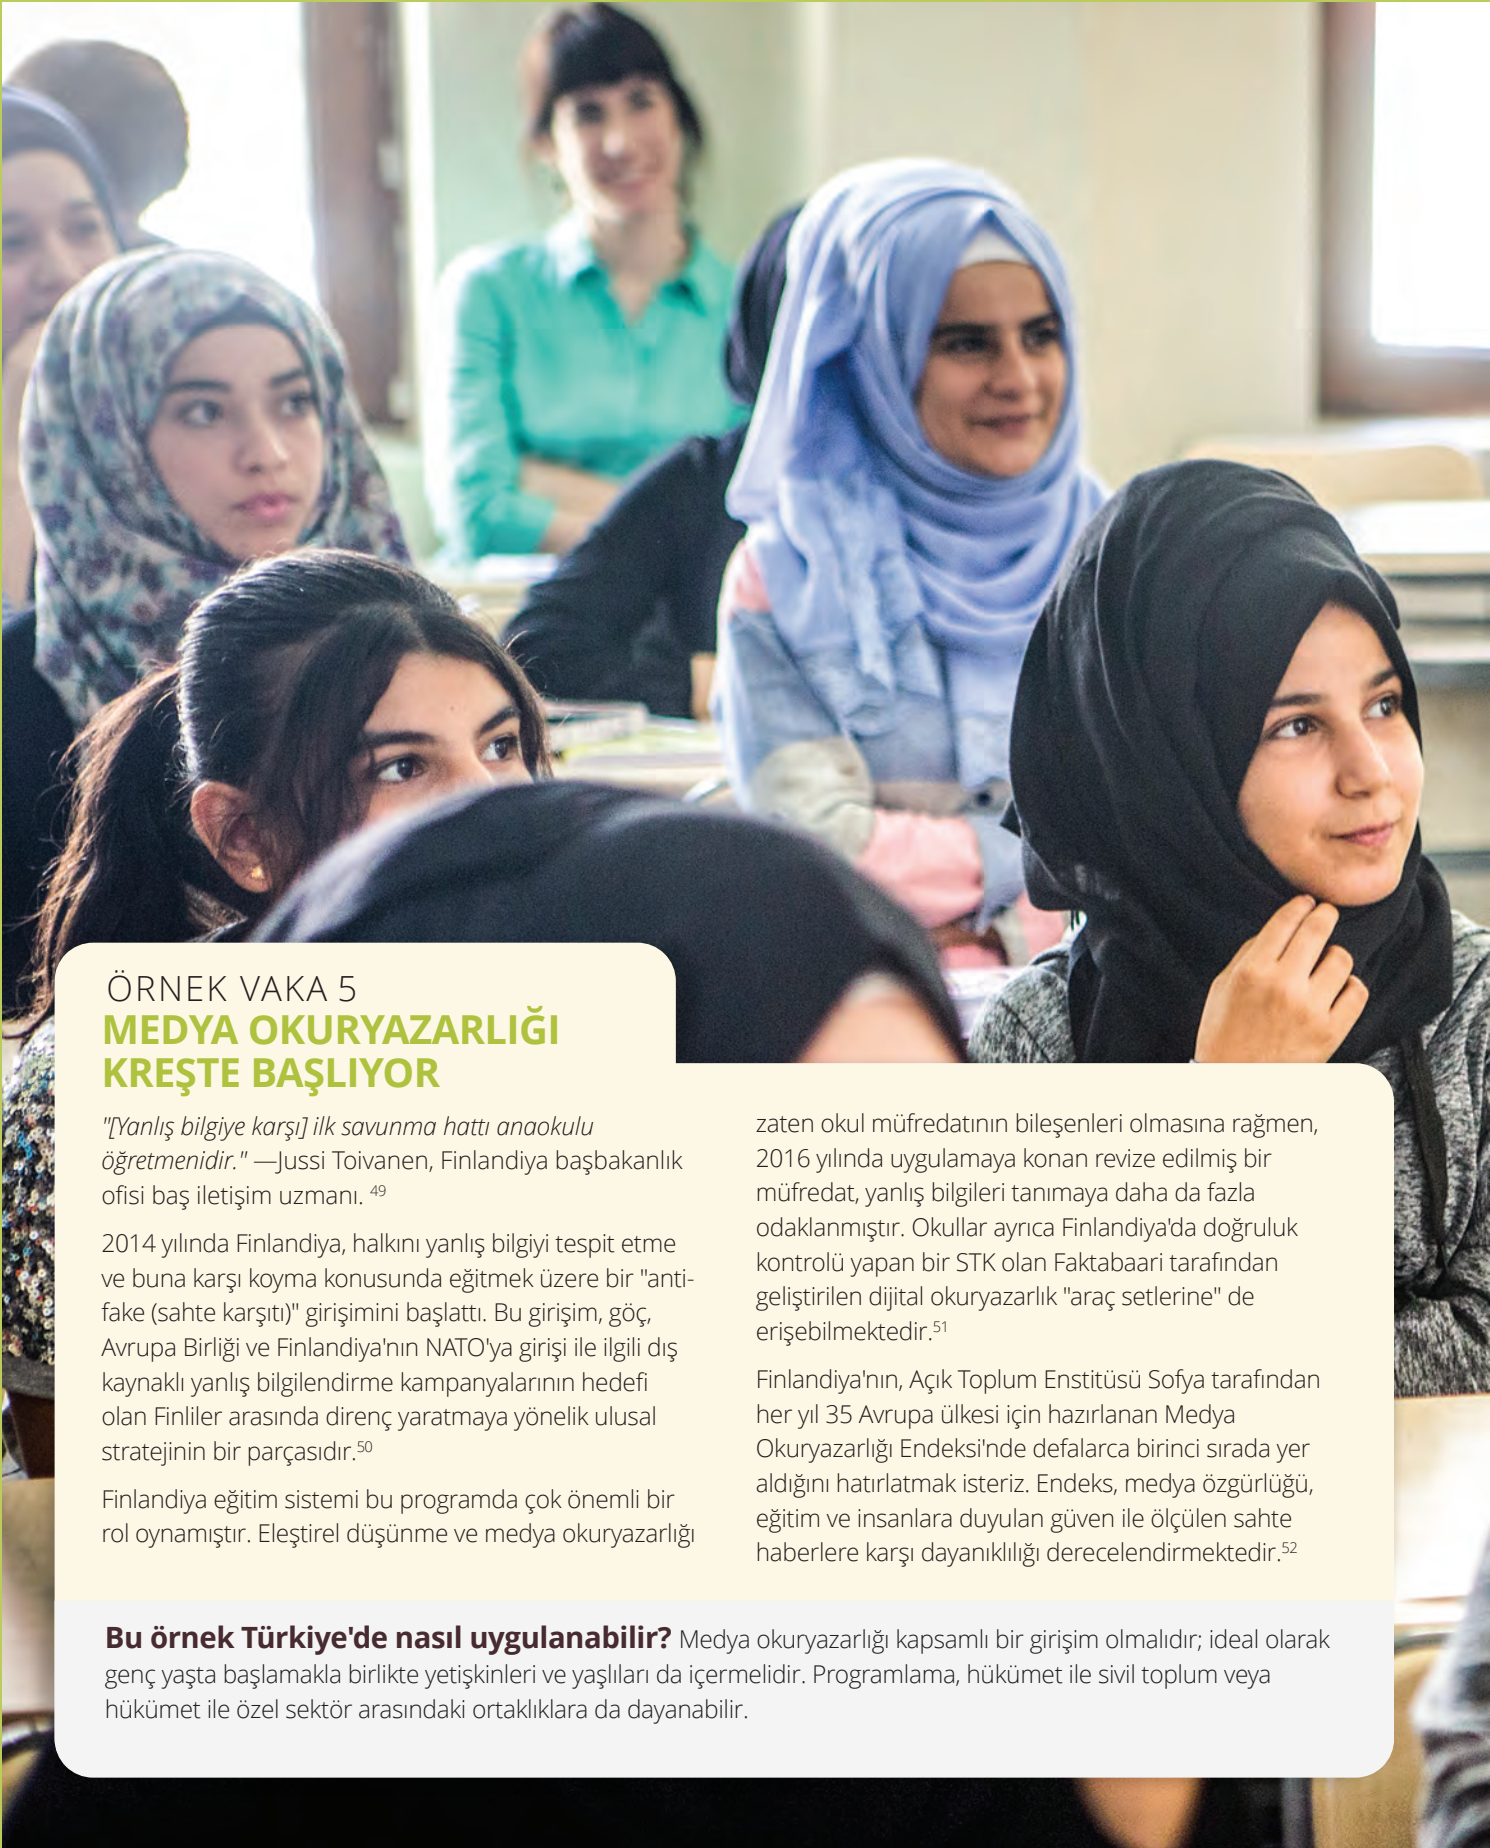 ÖRNEK VAKA 5
MEDYA OKURYAZARLIĞI
KREŞTE BAŞLIYOR
"[Yanlış bilgiye karşı] ilk savunma hattı anaokulu
öğretmenidir." —Jussi Toivanen, Finlandiya başbakanlık
ofisi baş iletişim uzmanı. 49
2014 yılında Finlandiya, halkını yanlış bilgiyi tespit etme
ve buna karşı koyma konusunda eğitmek üzere bir "anti-
fake (sahte karşıtı)" girişimini başlattı. Bu girişim, göç,
Avrupa Birliği ve Finlandiya'nın NATO'ya girişi ile ilgili dış
kaynaklı yanlış bilgilendirme kampanyalarının hedefi
olan Finliler arasında direnç yaratmaya yönelik ulusal
stratejinin bir parçasıdır.50
Finlandiya eğitim sistemi bu programda çok önemli bir
rol oynamıştır. Eleştirel düşünme ve medya okuryazarlığı
zaten okul müfredatının bileşenleri olmasına rağmen,
2016 yılında uygulamaya konan revize edilmiş bir
müfredat, yanlış bilgileri tanımaya daha da fazla
odaklanmıştır. Okullar ayrıca Finlandiya'da doğruluk
kontrolü yapan bir STK olan Faktabaari tarafından
geliştirilen dijital okuryazarlık "araç setlerine" de
erişebilmektedir.51
Finlandiya'nın, Açık Toplum Enstitüsü Sofya tarafından
her yıl 35 Avrupa ülkesi için hazırlanan Medya
Okuryazarlığı Endeksi'nde defalarca birinci sırada yer
aldığını hatırlatmak isteriz. Endeks, medya özgürlüğü,
eğitim ve insanlara duyulan güven ile ölçülen sahte
haberlere karşı dayanıklılığı derecelendirmektedir.52
Bu örnek Türkiye'de nasıl uygulanabilir? Medya okuryazarlığı kapsamlı bir girişim olmalıdır; ideal olarak
genç yaşta başlamakla birlikte yetişkinleri ve yaşlıları da içermelidir. Programlama, hükümet ile sivil toplum veya
hükümet ile özel sektör arasındaki ortaklıklara da dayanabilir.